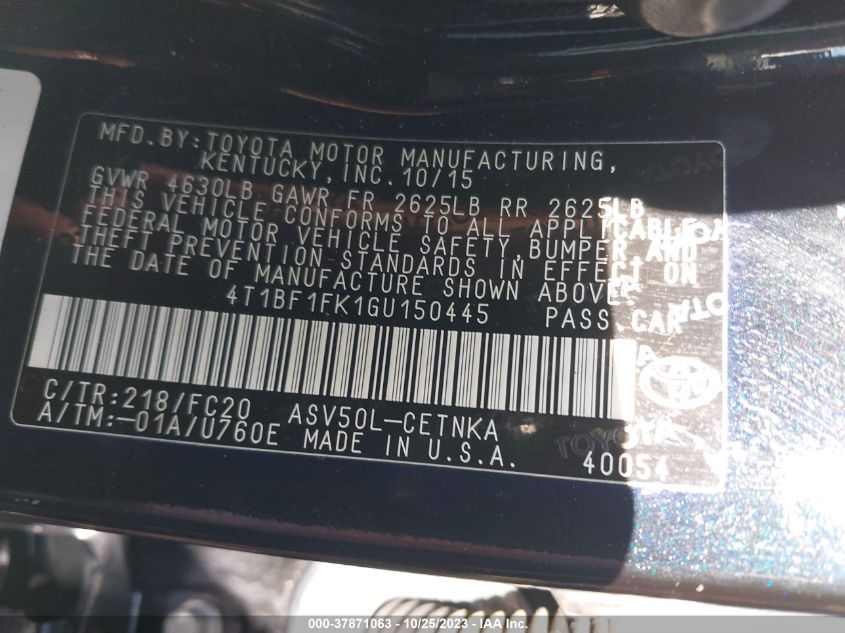 MFD. BY: TOYOTA MOTOR MANUFACTURING,
KENTUCKY, INC. 10/15
GVWR 4630LB GAWR FR 2625LB RR 2625LB
THIS VEHICLE CONFORMS TO ALL APPLICABLE
FEDERAL MOTOR VEHICLE SAFETY, BUMPER, AND
THEFT PREVENTION STANDARDS IN EFFECT ON
THE DATE OF MANUFACTURE SHOWN ABOVE.
4T1BF1FK1GU150445 PASS. CAR
C/TR: 218/FC20 ASV50L-CETNKA
A/TM:-01A/U760E MADE IN U.S.A.
TOYOTA
40054
000-37871063 - 10/25/2023 - IAA Inc.